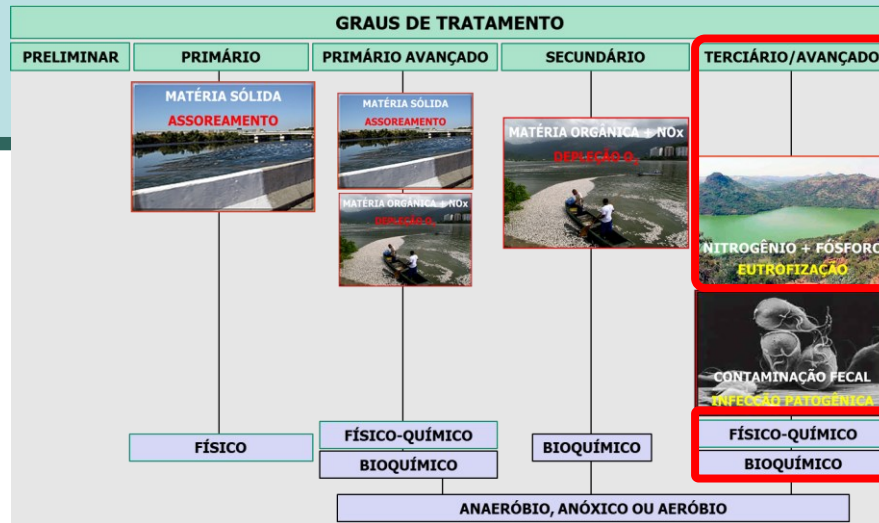 GRAUS DE TRATAMENTO
PRELIMINAR
PRIMÁRIO
PRIMÁRIO AVANÇADO
SECUNDÁRIO
TERCIÁRIO/AVANÇADO
MATÉRIA SÓLIDA
ASSOREAMENTO
MATÉRIA SÓLIDA
ASSOREAMENTO
MATÉRIA ORGÂNICA + NOx
DEPLEÇÃO O₂
MATÉRIA ORGÂNICA + NOx
DEPLEÇÃO O₂
NITROGÊNIO + FÓSFORO
EUTROFIZAÇÃO
CONTAMINAÇÃO FECAL
INFECÇÃO PATOGÊNICA
FÍSICO
FÍSICO-QUÍMICO
BIOQUÍMICO
BIOQUÍMICO
FÍSICO-QUÍMICO
BIOQUÍMICO
ANAERÓBIO, ANÓXICO OU AERÓBIO